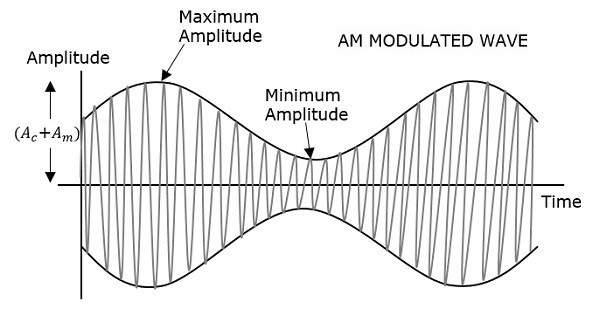 Maximum
Amplitude
AM MODULATED WAVE
Amplitude
Minimum
Amplitude
(A_c+A_m)
Time